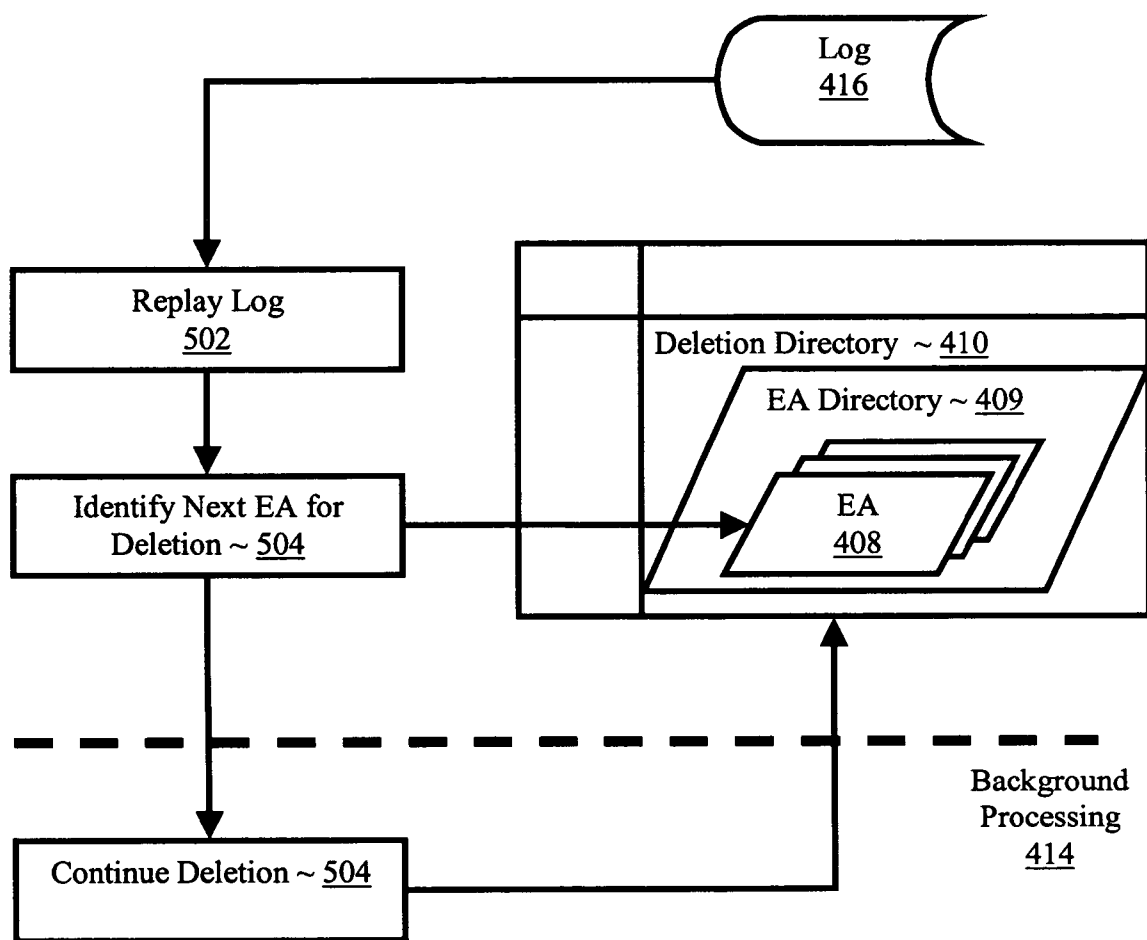 Log
416
Replay Log
502
Deletion Directory ~ 410
EA Directory ~ 409
Identify Next EA for
Deletion ~ 504
EA
408
Background
Processing
414
Continue Deletion ~ 504